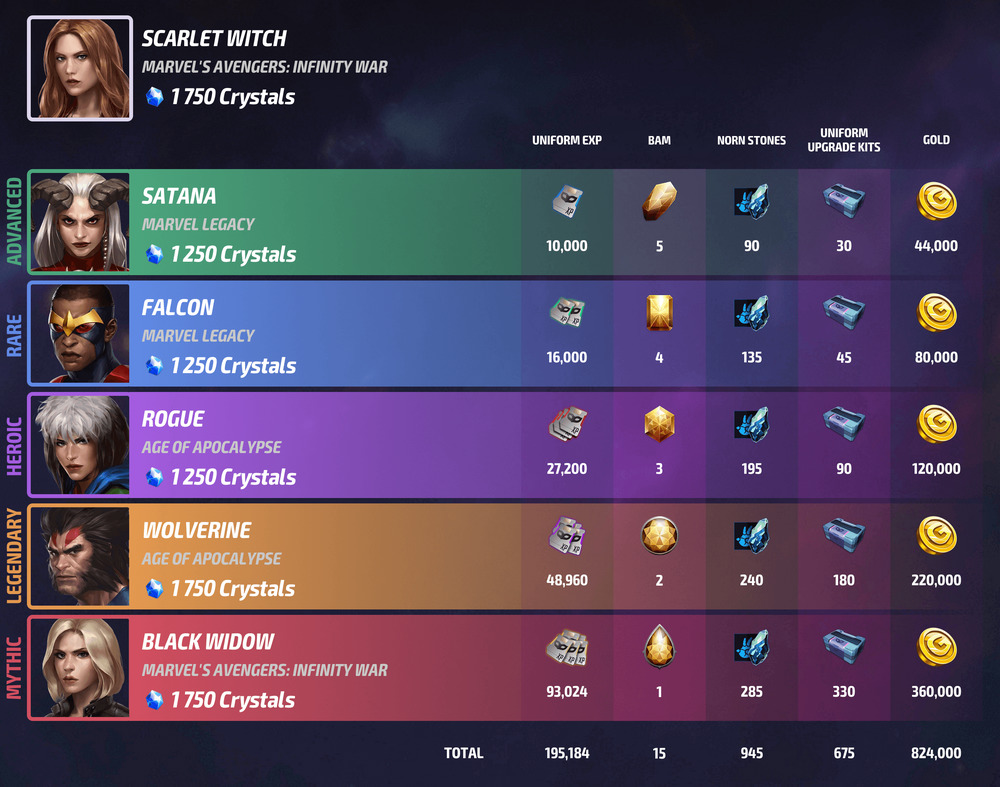 SCARLET WITCH
MARVEL'S AVENGERS: INFINITY WAR
1 750 Crystals
UNIFORM EXP BAM NORN STONES UNIFORM UPGRADE KITS GOLD
ADVANCED
SATANA
MARVEL LEGACY
1 250 Crystals
10,000 5 90 30 44,000
RARE
FALCON
MARVEL LEGACY
1 250 Crystals
16,000 4 135 45 80,000
HEROIC
ROGUE
AGE OF APOCALYPSE
1 250 Crystals
27,200 3 195 90 120,000
LEGENDARY
WOLVERINE
AGE OF APOCALYPSE
1 750 Crystals
48,960 2 240 180 220,000
MYTHIC
BLACK WIDOW
MARVEL'S AVENGERS: INFINITY WAR
1 750 Crystals
93,024 1 285 330 360,000
TOTAL 195,184 15 945 675 824,000